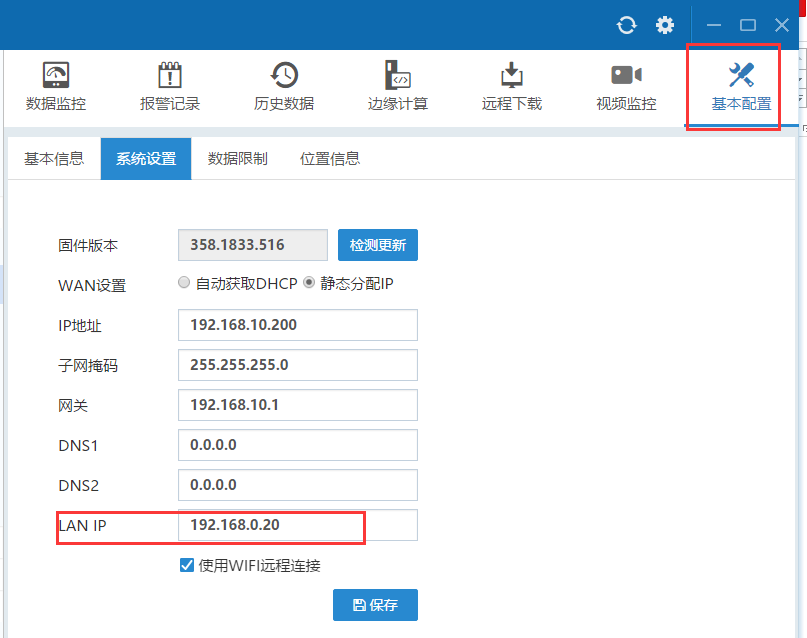 数据监控 报警记录 历史数据 边缘计算 远程下载 视频监控 基本配置
基本信息 系统设置 数据限制 位置信息
固件版本 358.1833.516 检测更新
WAN设置 自动获取DHCP 静态分配IP
IP地址 192.168.10.200
子网掩码 255.255.255.0
网关 192.168.10.1
DNS1 0.0.0.0
DNS2 0.0.0.0
LAN IP 192.168.0.20
使用WIFI远程连接
保存